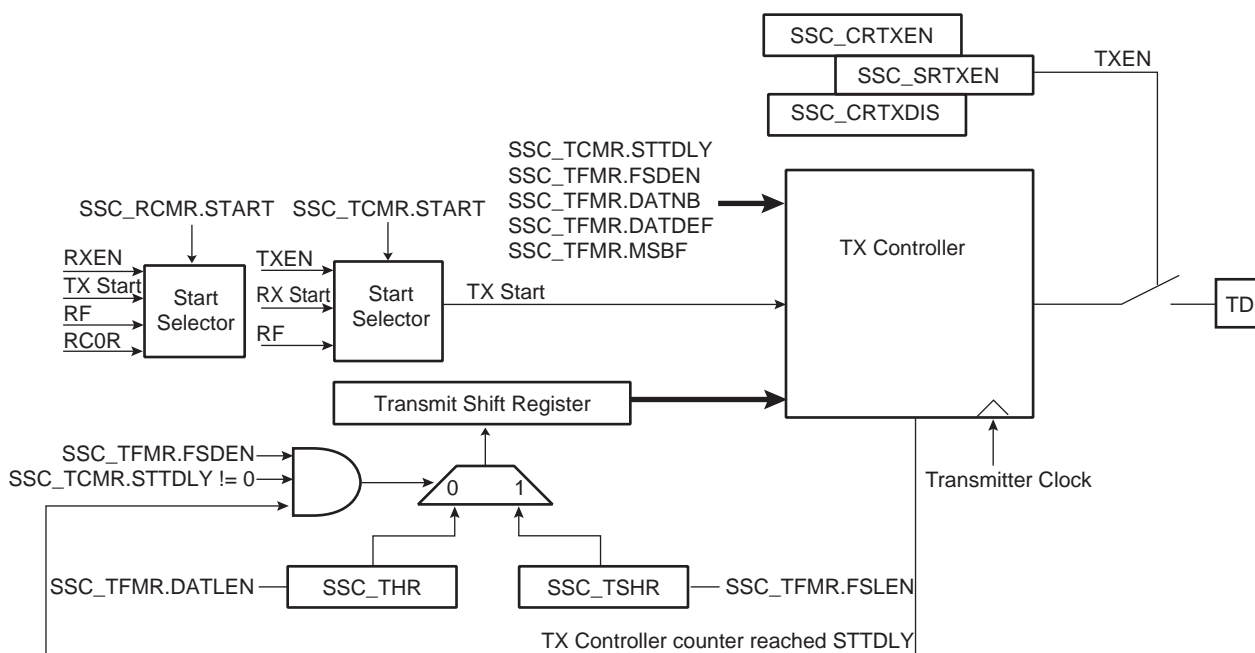 SSC_CRTXEN
SSC_SRTXEN
TXEN
SSC_CRTXDIS
SSC_TCMR.STTDLY
SSC_TFMR.FSDEN
SSC_TFMR.DATNB
SSC_TFMR.DATDEF
SSC_TFMR.MSBF
SSC_RCMR.START
SSC_TCMR.START
RXEN
TX Start
RF
RC0R
Start
Selector
TXEN
RX Start
RF
Start
Selector
TX Start
TX Controller
TD
Transmit Shift Register
Transmitter Clock
SSC_TFMR.FSDEN
SSC_TCMR.STTDLY != 0
0
1
SSC_TFMR.DATLEN
SSC_THR
SSC_TSHR
SSC_TFMR.FSLEN
TX Controller counter reached STTDLY